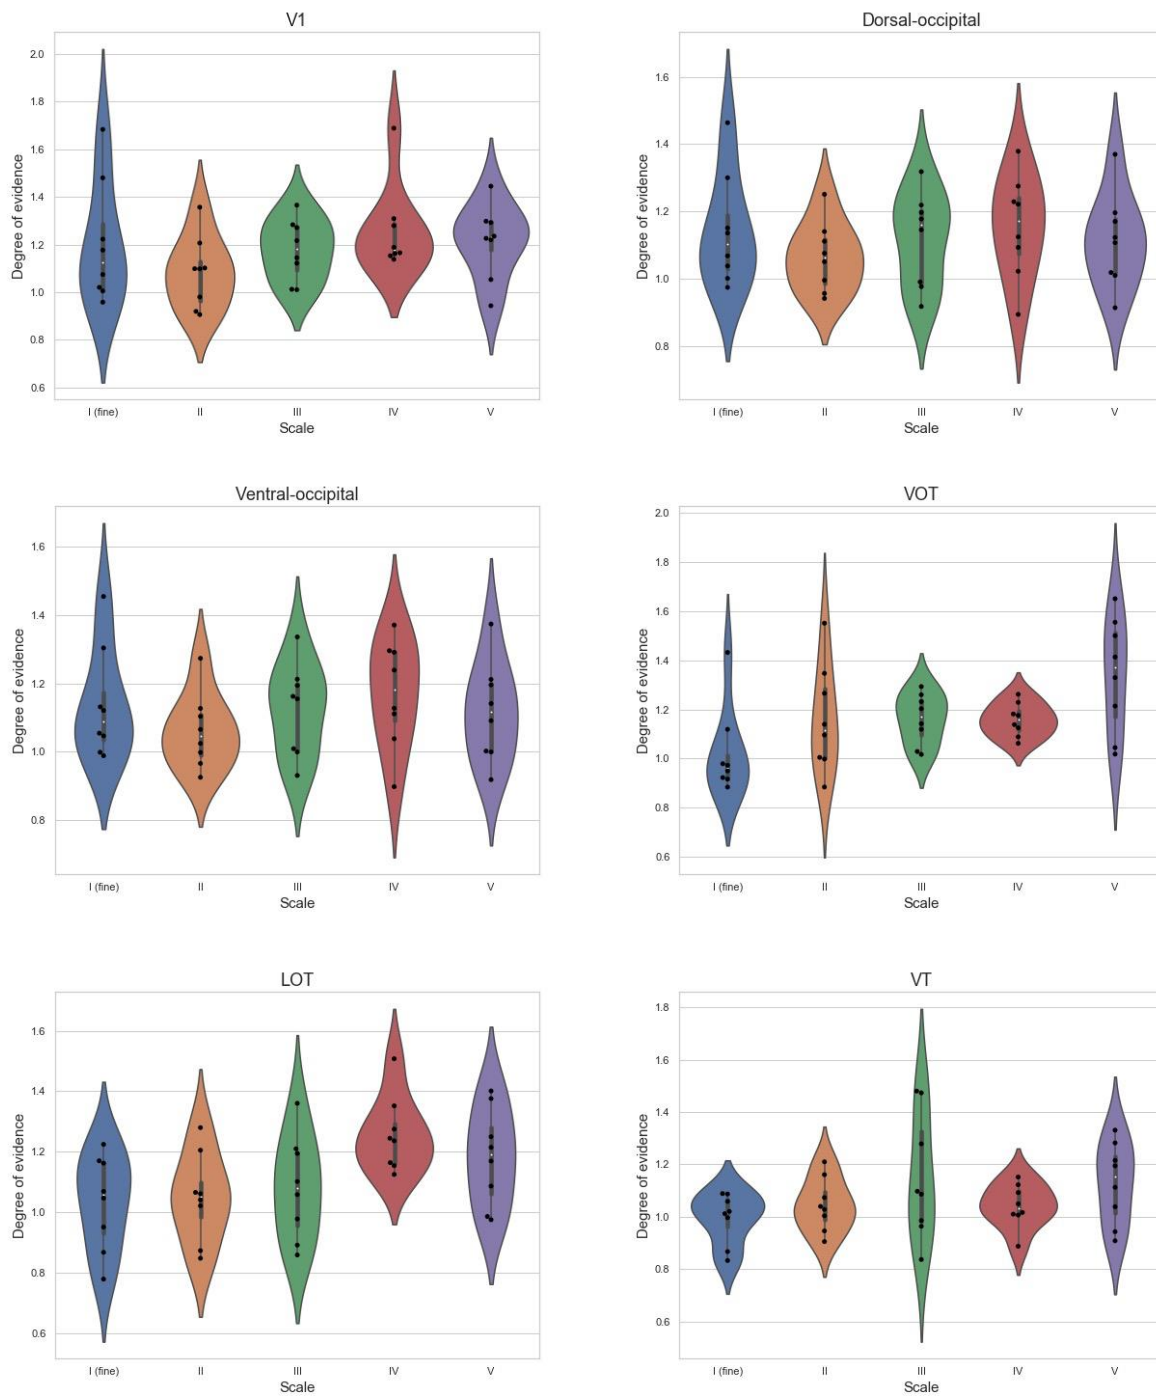 V1
Degree of evidence
2.0
1.8
1.6
1.4
1.2
1.0
0.8
0.6
I (fine) II III IV V
Scale
Dorsal-occipital
Degree of evidence
1.6
1.4
1.2
1.0
0.8
I (fine) II III IV V
Scale
Ventral-occipital
Degree of evidence
1.6
1.4
1.2
1.0
0.8
I (fine) II III IV V
Scale
VOT
Degree of evidence
2.0
1.8
1.6
1.4
1.2
1.0
0.8
0.6
I (fine) II III IV V
Scale
LOT
Degree of evidence
1.6
1.4
1.2
1.0
0.8
0.6
I (fine) II III IV V
Scale
VT
Degree of evidence
1.8
1.6
1.4
1.2
1.0
0.8
0.6
I (fine) II III IV V
Scale